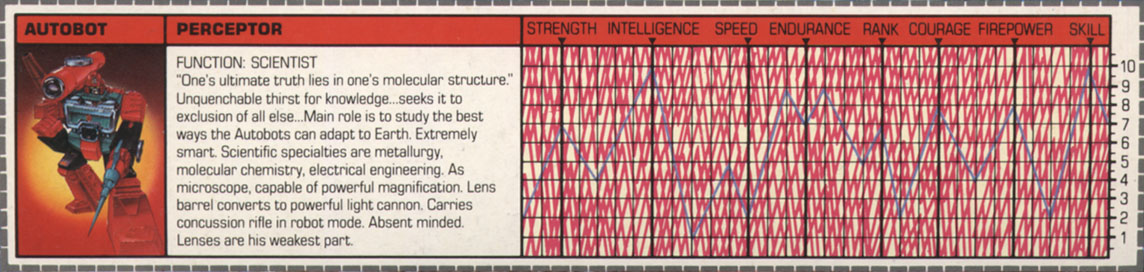 AUTOBOT
PERCEPTOR
FUNCTION: SCIENTIST
"One's ultimate truth lies in one's molecular structure."
Unquenchable thirst for knowledge...seeks it to
exclusion of all else...Main role is to study the best
ways the Autobots can adapt to Earth. Extremely
smart. Scientific specialties are metallurgy,
molecular chemistry, electrical engineering. As
microscope, capable of powerful magnification. Lens
barrel converts to powerful light cannon. Carries
concussion rifle in robot mode. Absent minded.
Lenses are his weakest part.
STRENGTH INTELLIGENCE SPEED ENDURANCE RANK COURAGE FIREPOWER SKILL
10
9
8
7
6
5
4
3
2
1